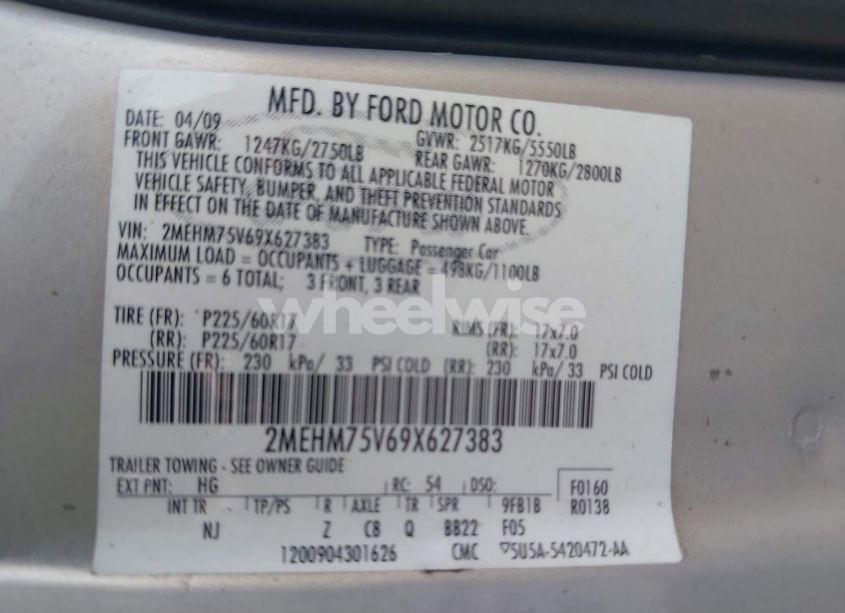 MFD. BY FORD MOTOR CO.
DATE: 04/09 GVWR: 2517KG/5550LB
FRONT GAWR: 1247KG/2750LB REAR GAWR: 1270KG/2800LB
THIS VEHICLE CONFORMS TO ALL APPLICABLE FEDERAL MOTOR
VEHICLE SAFETY, BUMPER, AND THEFT PREVENTION STANDARDS
IN EFFECT ON THE DATE OF MANUFACTURE SHOWN ABOVE.
VIN: 2MEHM75V69X627383 TYPE: Passenger Car
MAXIMUM LOAD = OCCUPANTS + LUGGAGE = 498KG/1100LB
OCCUPANTS = 6 TOTAL; 3 FRONT, 3 REAR
wheelwise
TIRE (FR): P225/60R17 RIMS (FR): 17x7.0
(RR): P225/60R17 (RR): 17x7.0
PRESSURE (FR): 230 kPa/ 33 PSI COLD (RR): 230 kPa/ 33 PSI COLD
2MEHM75V69X627383
TRAILER TOWING - SEE OWNER GUIDE
EXT PNT: HG RC: 54 DSO: F0160
INT TR TP/PS R AXLE TR SPR 9FB1B R0138
NJ Z C8 Q BB22 F05
1200904301626 CMC 5U5A-5420472-AA